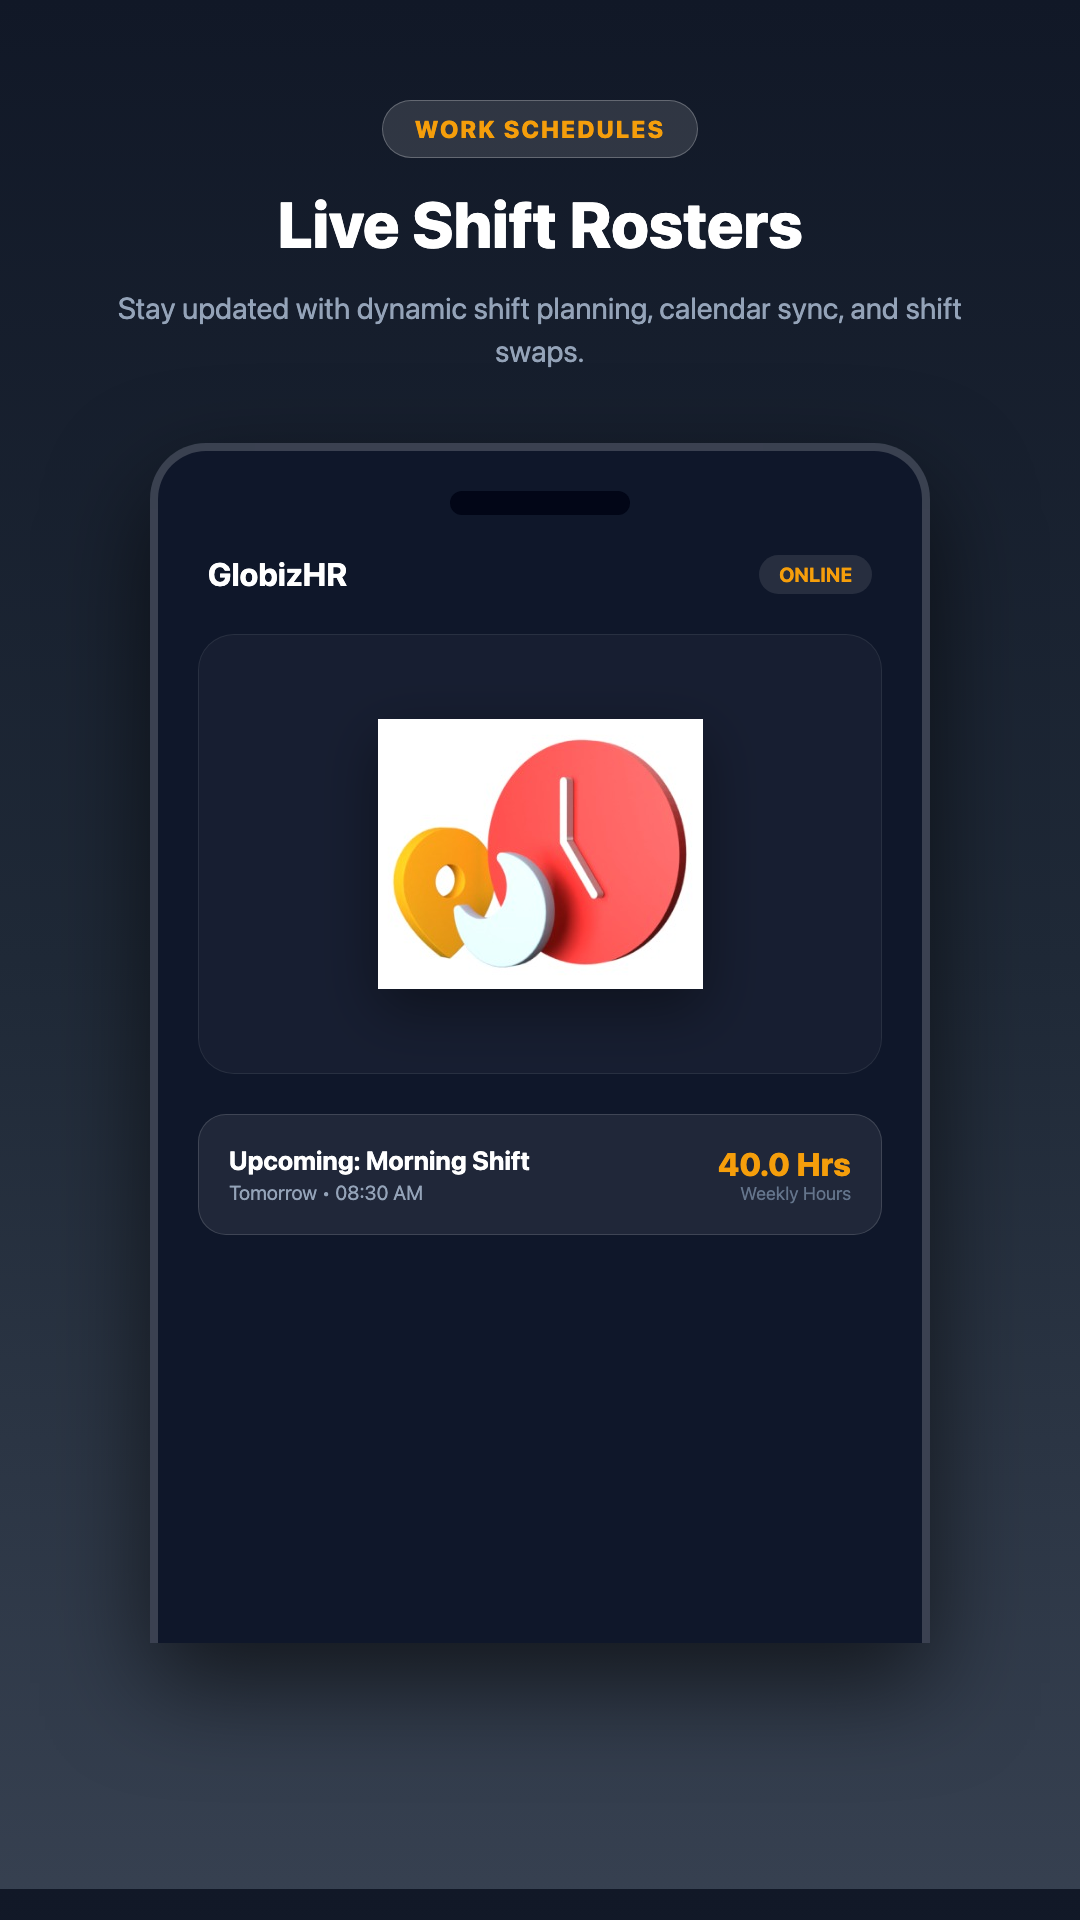 WORK SCHEDULES
Live Shift Rosters
Stay updated with dynamic shift planning, calendar sync, and shift
swaps.
GlobizHR
ONLINE
Upcoming: Morning Shift
40.0 Hrs
Tomorrow • 08:30 AM
Weekly Hours